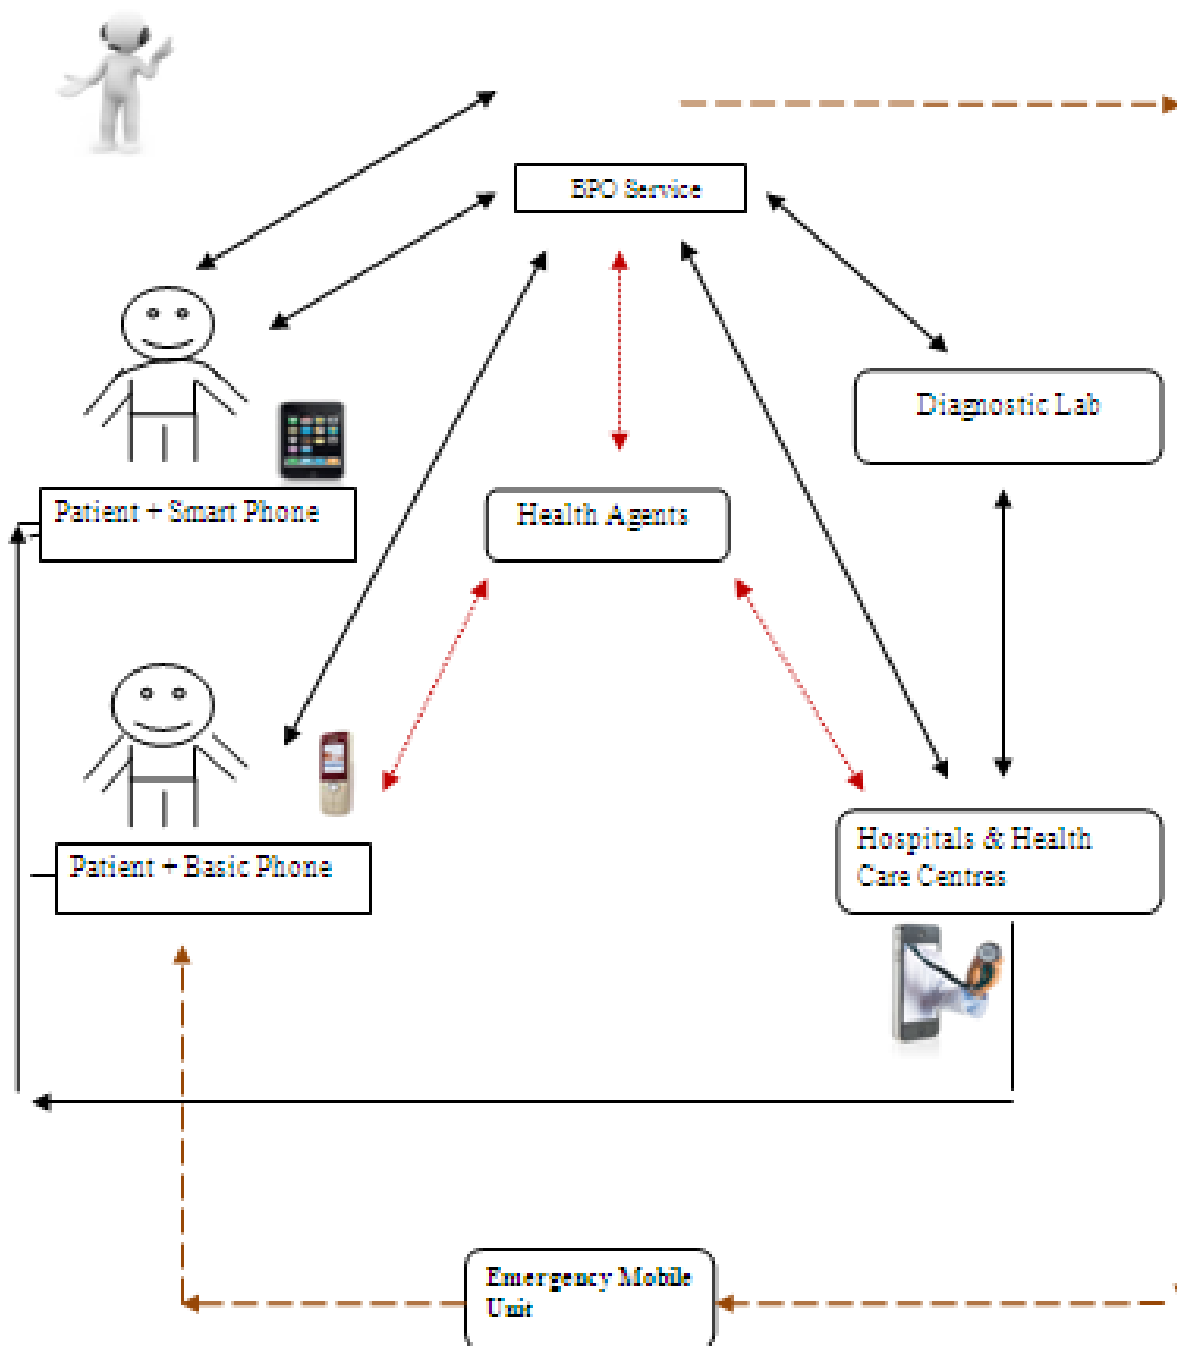 BPO Service
Diagnostic Lab
Patient + Smart Phone
Health Agents
Patient + Basic Phone
Hospitals & Health
Care Centres
Emergency Mobile
Unit